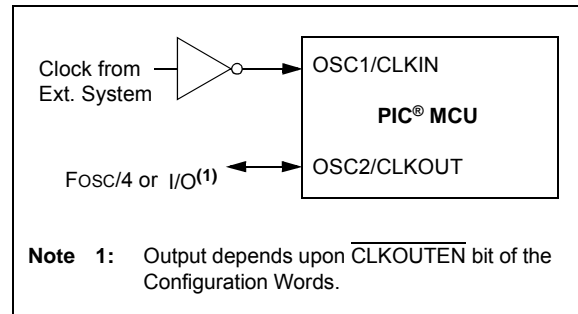 Clock from
Ext. System
OSC1/CLKIN
PIC® MCU
FOSC/4 or I/O(1)
OSC2/CLKOUT
Note 1: Output depends upon CLKOUTEN bit of the
Configuration Words.